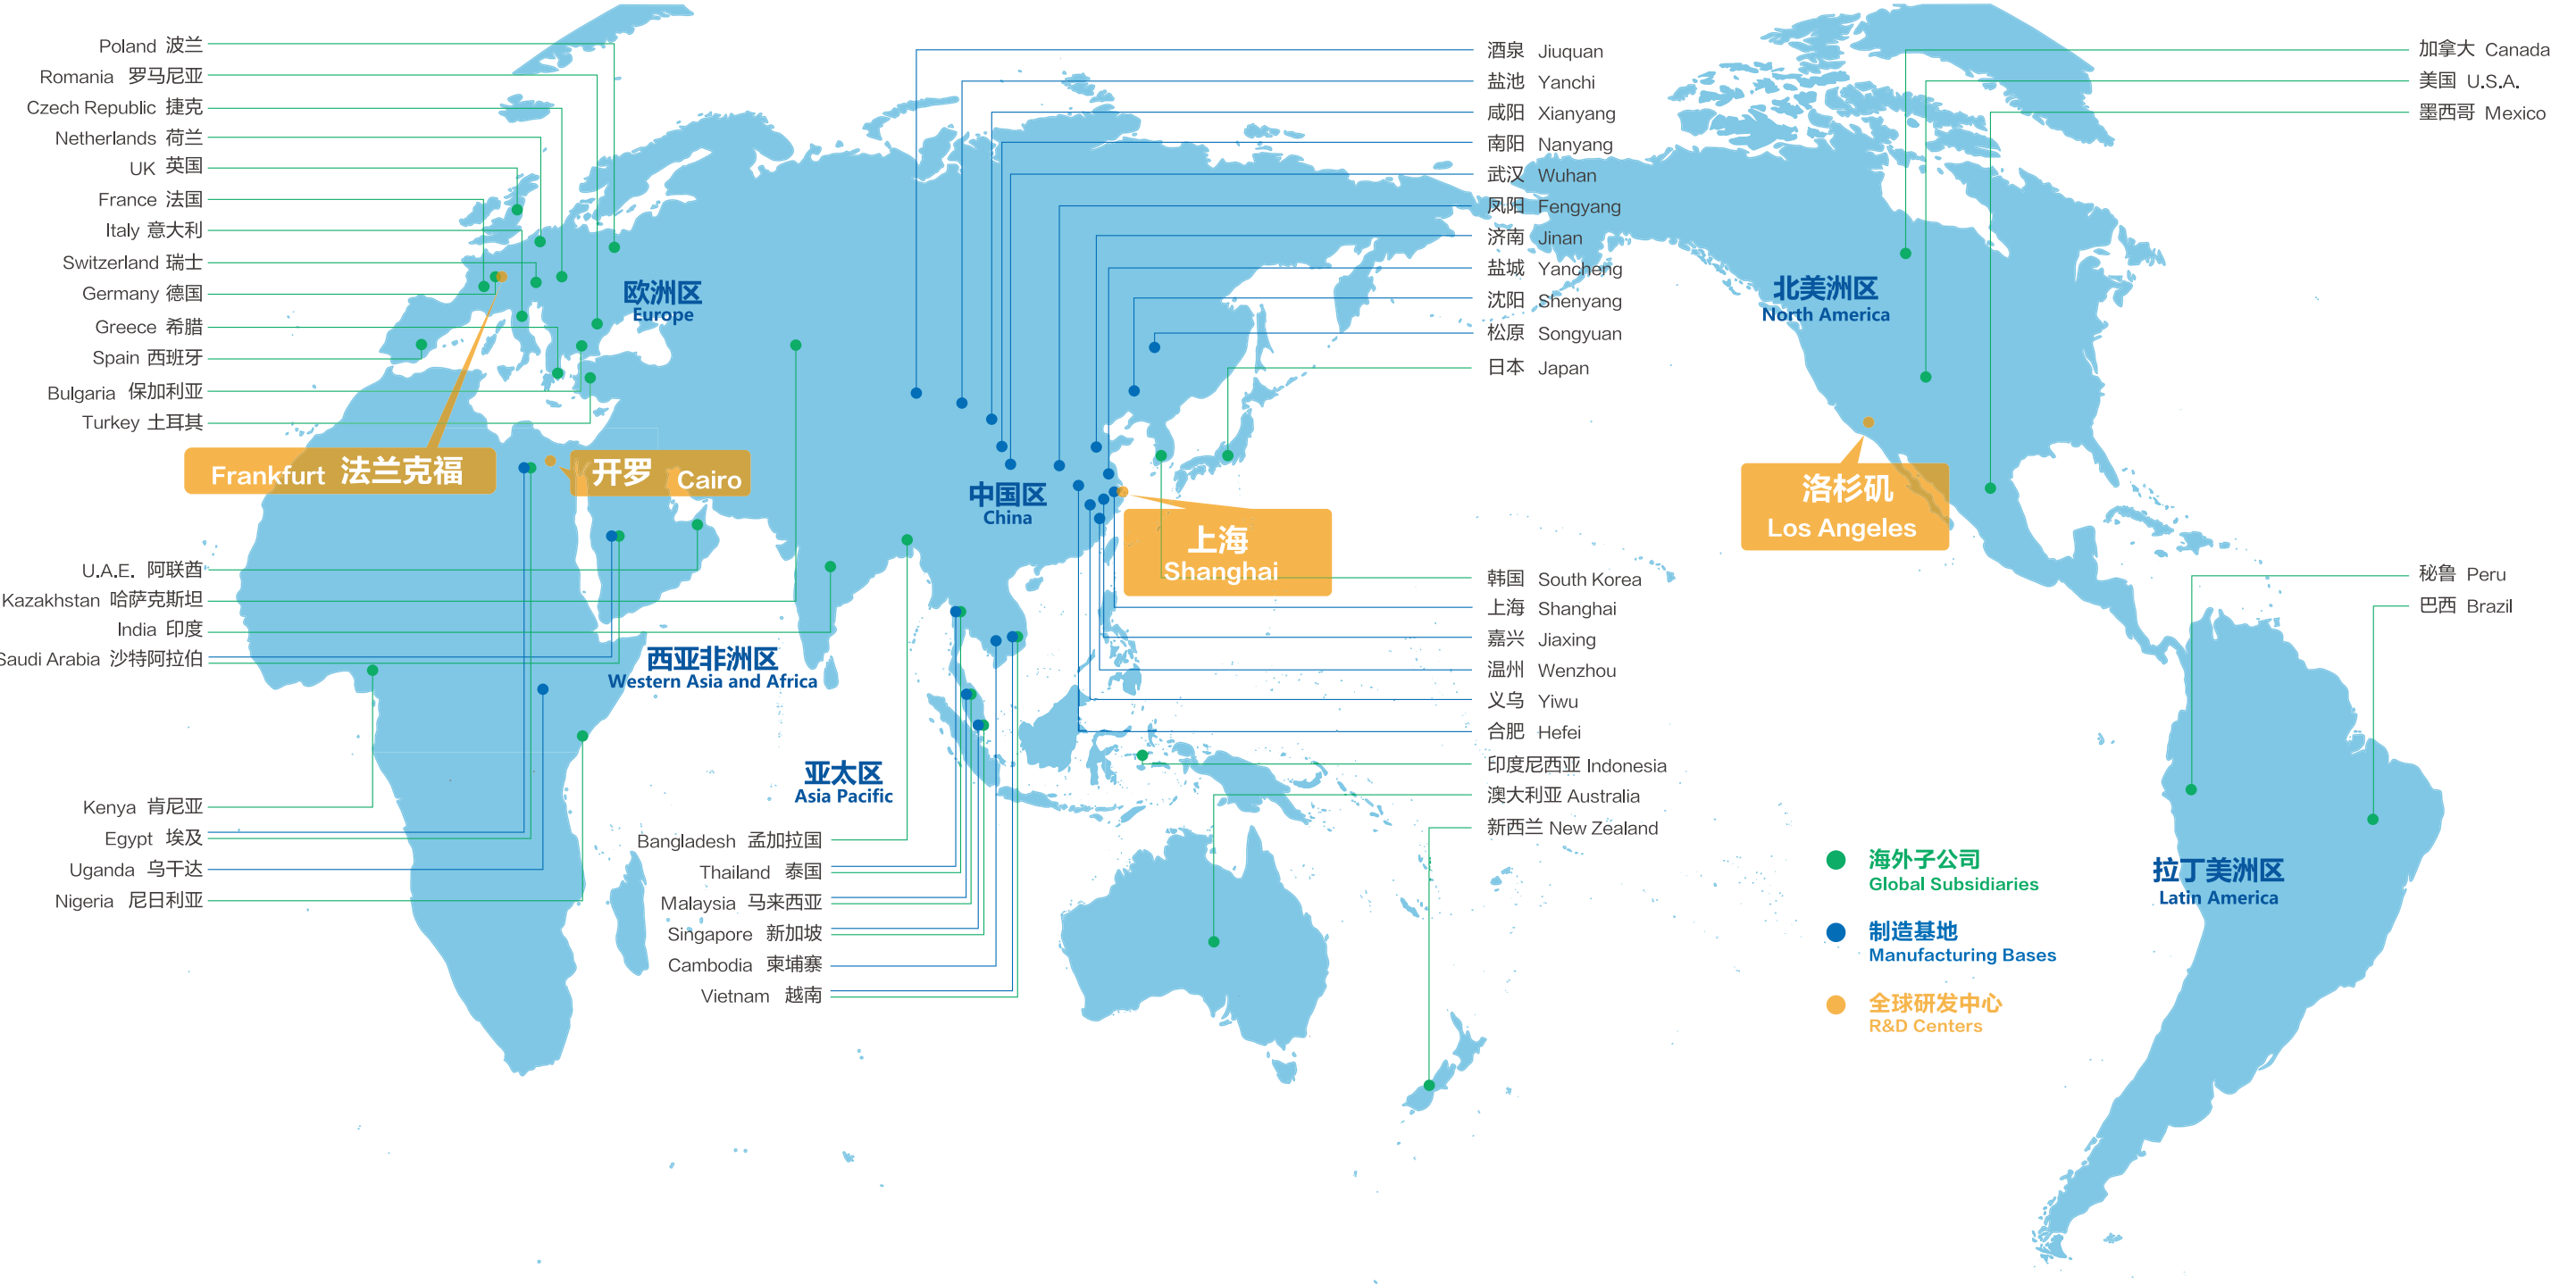 Poland 波兰
Romania 罗马尼亚
Czech Republic 捷克
Netherlands 荷兰
UK 英国
France 法国
Italy 意大利
Switzerland 瑞士
Germany 德国
Greece 希腊
Spain 西班牙
Bulgaria 保加利亚
Turkey 土耳其
Frankfurt 法兰克福
开罗 Cairo
U.A.E. 阿联酋
Kazakhstan 哈萨克斯坦
India 印度
Saudi Arabia 沙特阿拉伯
Kenya 肯尼亚
Egypt 埃及
Uganda 乌干达
Nigeria 尼日利亚
欧洲区
Europe
西亚非洲区
Western Asia and Africa
亚太区
Asia Pacific
Bangladesh 孟加拉国
Thailand 泰国
Malaysia 马来西亚
Singapore 新加坡
Cambodia 柬埔寨
Vietnam 越南
中国区
China
上海
Shanghai
酒泉 Jiuquan
盐池 Yanchi
咸阳 Xianyang
南阳 Nanyang
武汉 Wuhan
凤阳 Fengyang
济南 Jinan
盐城 Yancheng
沈阳 Shenyang
松原 Songyuan
日本 Japan
韩国 South Korea
上海 Shanghai
嘉兴 Jiaxing
温州 Wenzhou
义乌 Yiwu
合肥 Hefei
印度尼西亚 Indonesia
澳大利亚 Australia
新西兰 New Zealand
北美洲区
North America
洛杉矶
Los Angeles
加拿大 Canada
美国 U.S.A.
墨西哥 Mexico
秘鲁 Peru
巴西 Brazil
拉丁美洲区
Latin America
海外子公司
Global Subsidiaries
制造基地
Manufacturing Bases
全球研发中心
R&D Centers